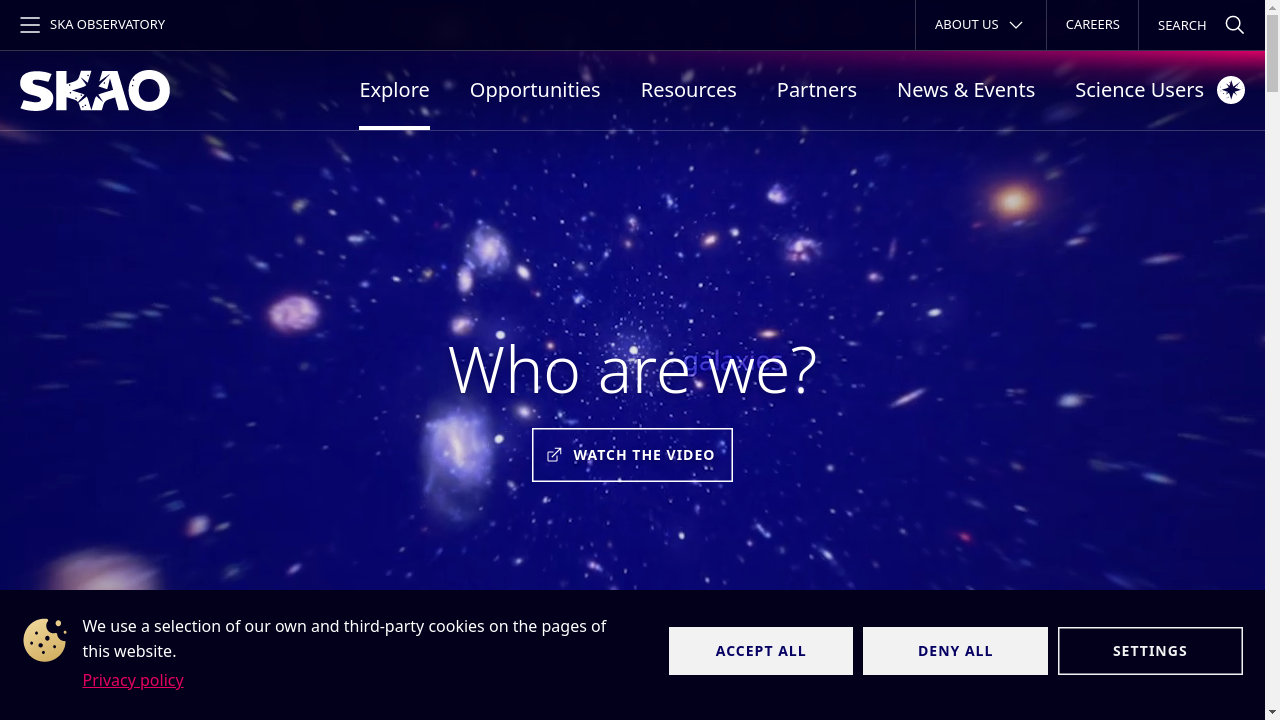 SKA OBSERVATORY
ABOUT US
CAREERS
SEARCH
SKAO
Explore
Opportunities
Resources
Partners
News & Events
Science Users
galaxies
Who are we?
WATCH THE VIDEO
We use a selection of our own and third-party cookies on the pages of
this website.
Privacy policy
ACCEPT ALL
DENY ALL
SETTINGS